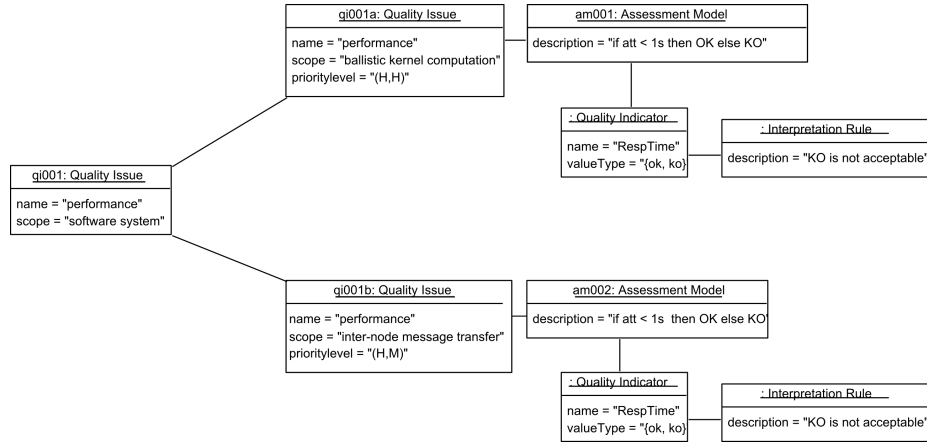 qi001a: Quality Issue
name = "performance"
scope = "ballistic kernel computation"
prioritylevel = "(H,H)"
am001: Assessment Model
description = "if att < 1s then OK else KO"
: Quality Indicator
name = "RespTime"
valueType = "{ok, ko}
: Interpretation Rule
description = "KO is not acceptable"
qi001: Quality Issue
name = "performance"
scope = "software system"
qi001b: Quality Issue
name = "performance"
scope = "inter-node message transfer"
prioritylevel = "(H,M)"
am002: Assessment Model
description = "if att < 1s  then OK else KO"
: Quality Indicator
name = "RespTime"
valueType = "{ok, ko}
: Interpretation Rule
description = "KO is not acceptable"